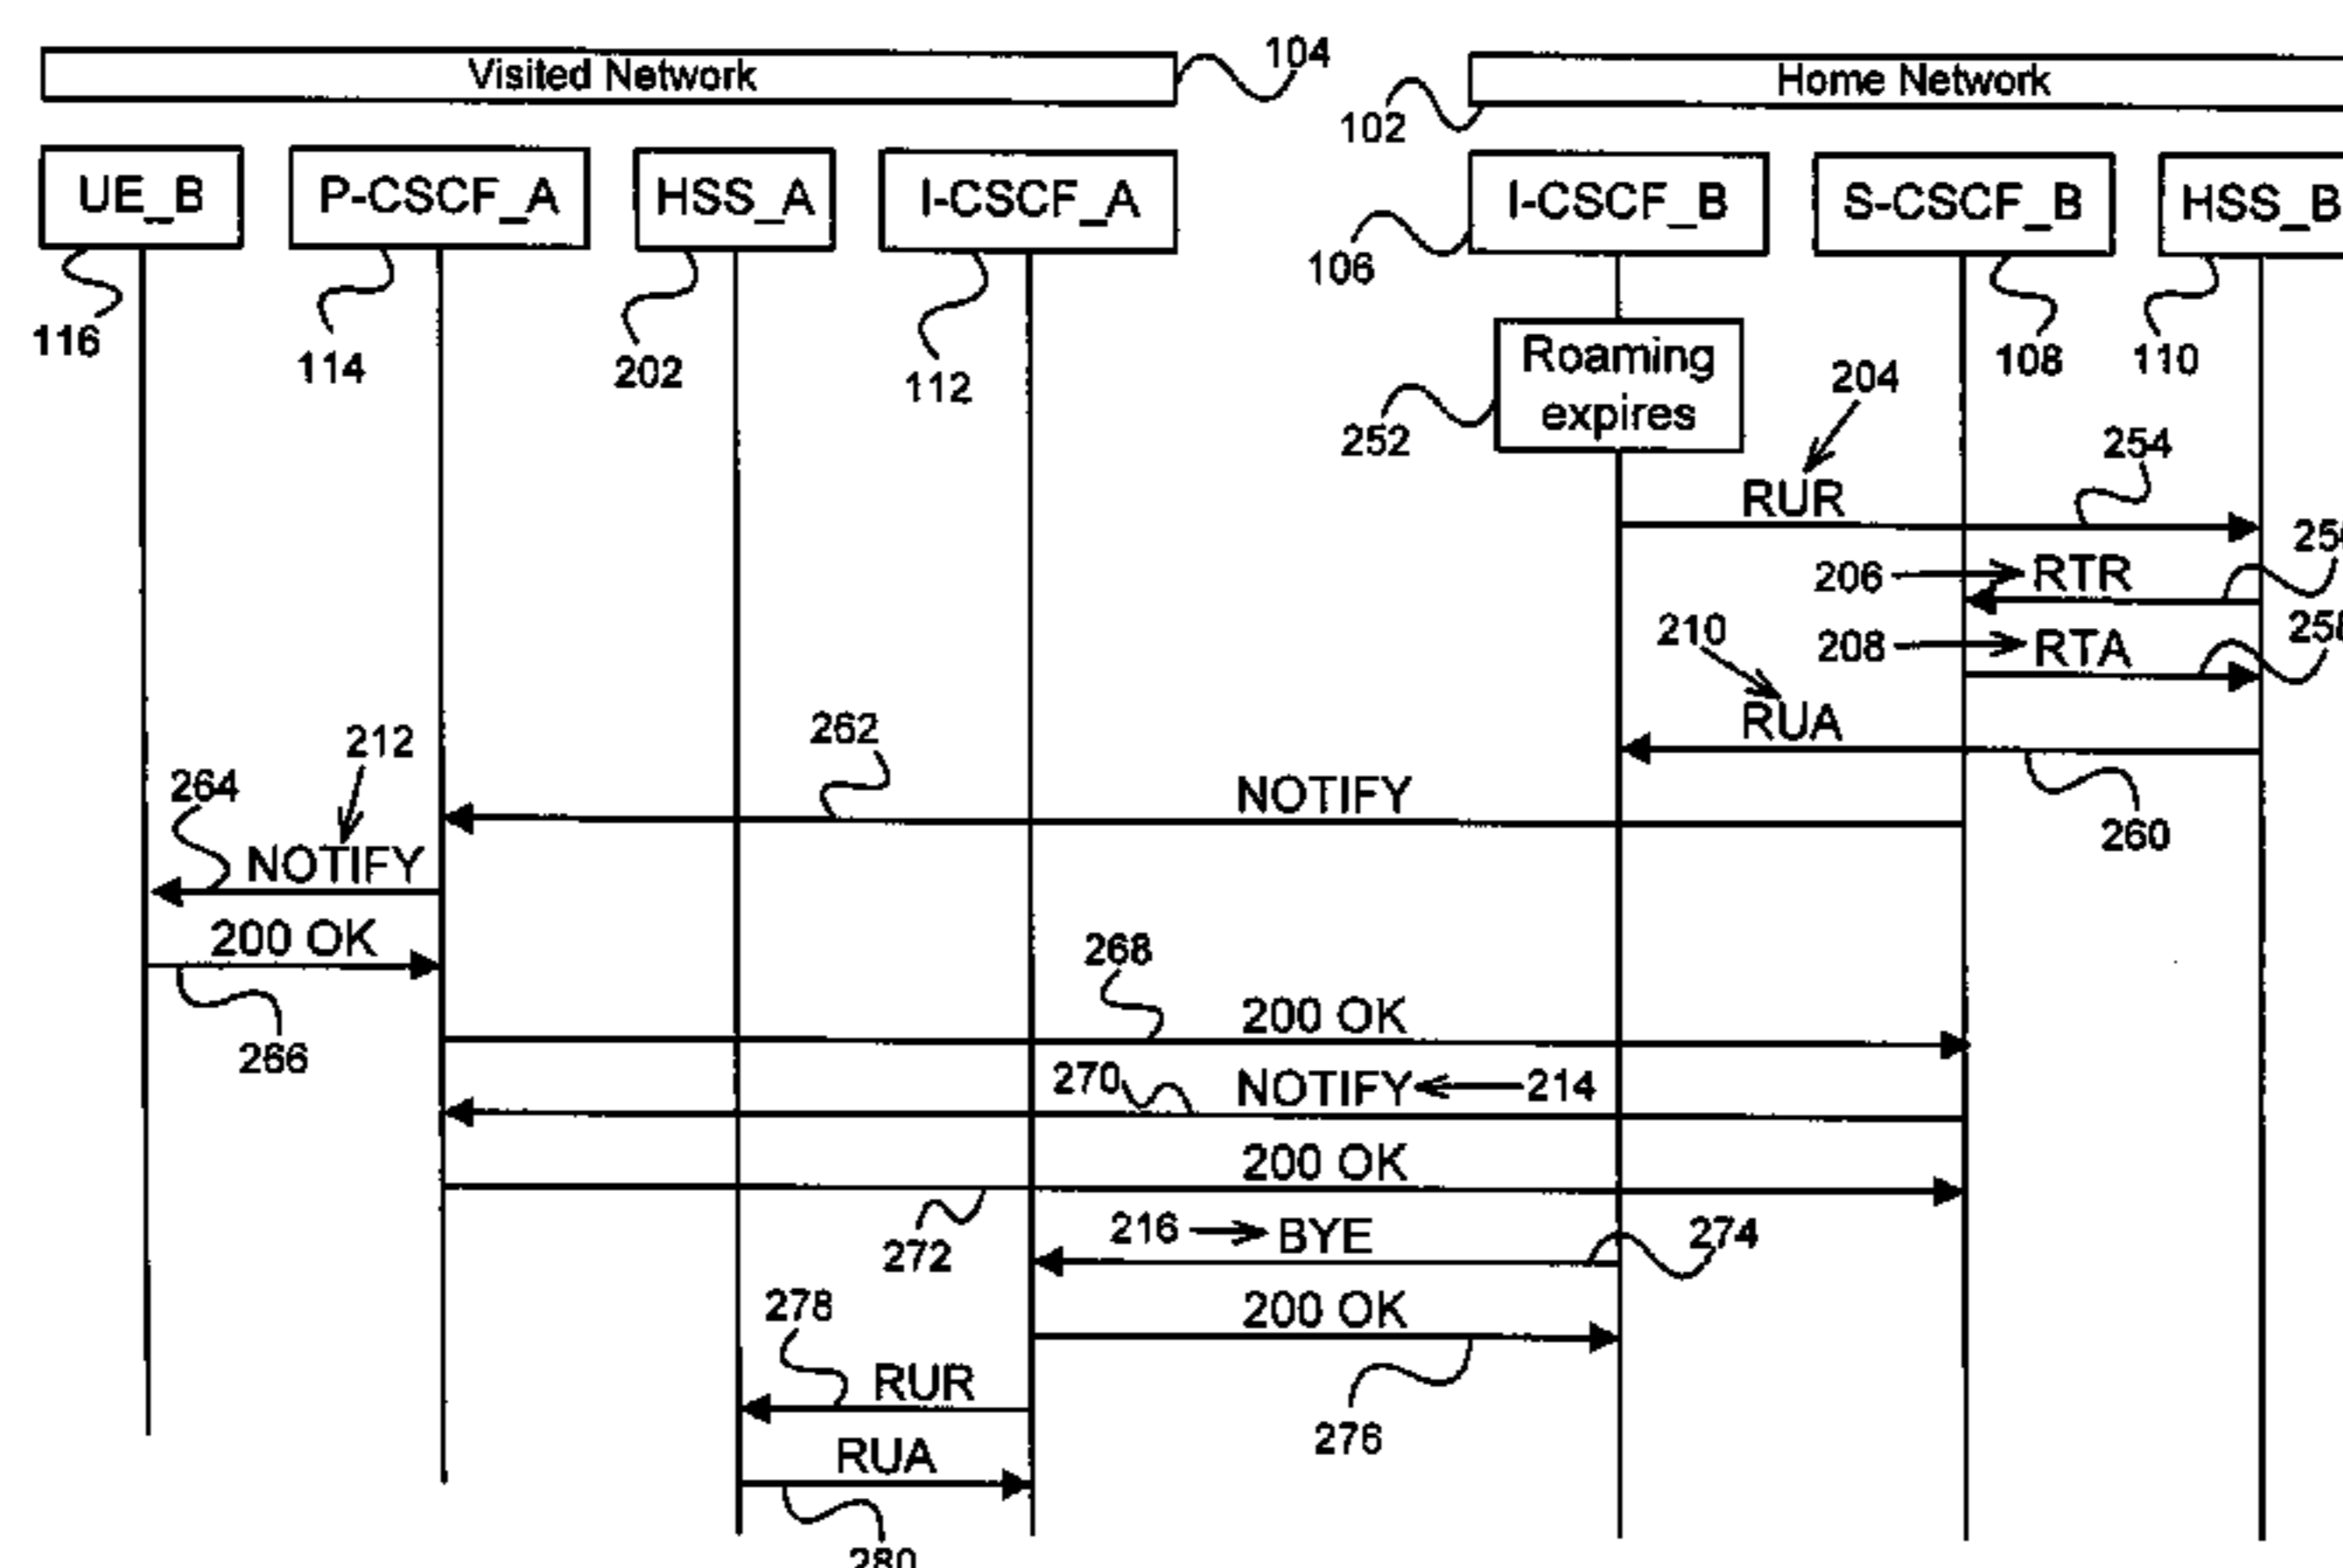 Visited Network
104
Home Network
102
UE_B
P-CSCF_A
HSS_A
I-CSCF_A
I-CSCF_B
S-CSCF_B
HSS_B
116
114
202
112
106
108
110
Roaming
expires
252
204
RUR
254
206
RTR
210
208
RTA
RUA
260
262
NOTIFY
212
264
NOTIFY
200 OK
266
268
200 OK
270
NOTIFY
214
200 OK
272
216
BYE
274
200 OK
276
278
RUR
RUA
280